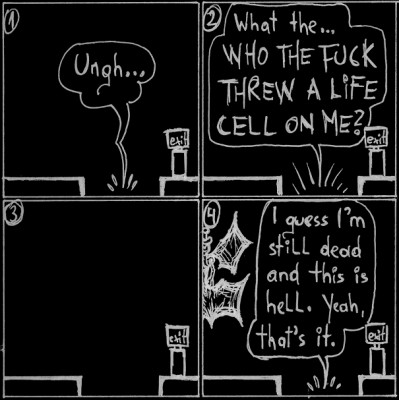 1
Ungh...
exit
2
What the...
WHO THE FUCK
THREW A LIFE
CELL ON ME?
exit
3
exit
4
I guess I'm
still dead
and this is
hell. Yeah,
that's it.
exit